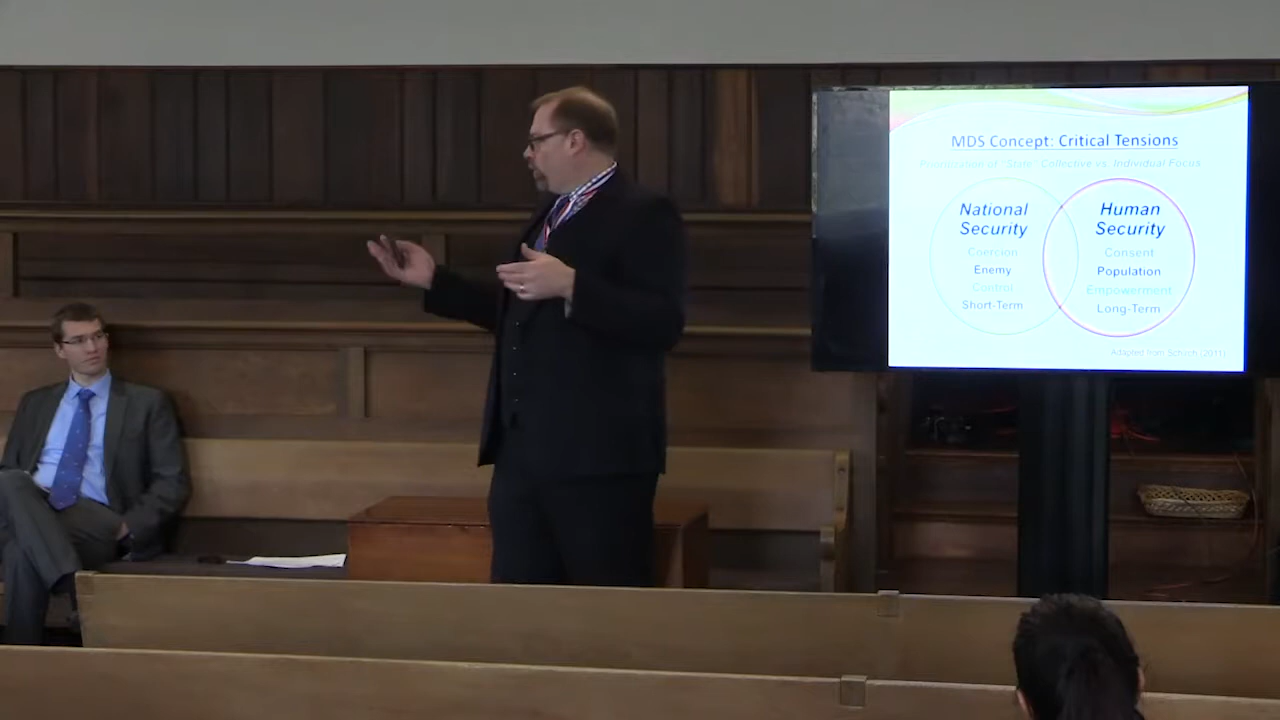 MDS Concept: Critical Tensions
Prioritization of "State" Collective vs. Individual Focus
National
Security
Coercion
Enemy
Control
Short-Term
Human
Security
Consent
Population
Empowerment
Long-Term
Adapted from Schirch (2011)